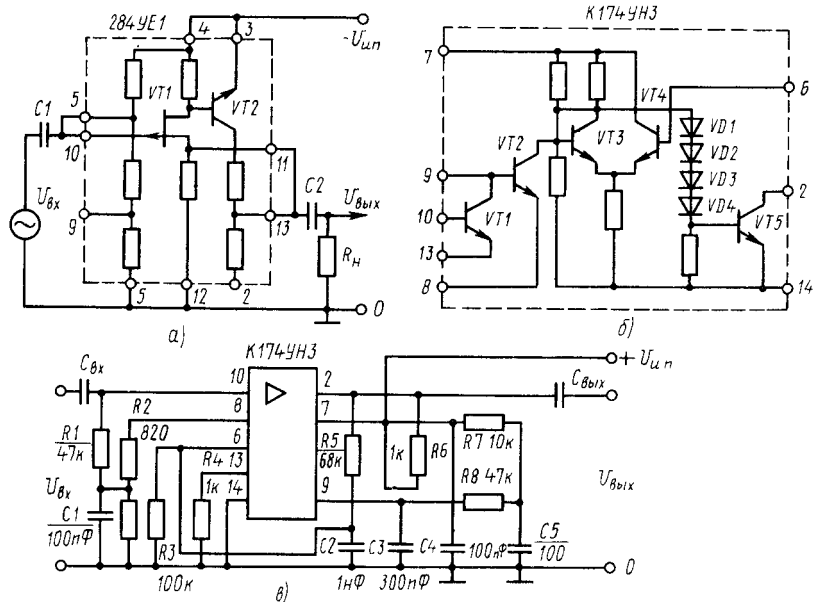 284УЕ1
4
3
-Uип
VT1
VT2
C1
5
10
11
C2
Uвых
Uвх
9
13
Rн
5
12
2
0
а)
К174УН3
7
6
VT4
VT2
VT3
VD1
VD2
VD3
VD4
9
10
VT1
13
8
2
VT5
14
б)
К174УН3
+Uип
Cвх
10
2
Cвых
R2
8
7
820
6
R1
47к
R4
13
R5
68к
1к
R6
R7 10к
1к
14
9
R8 47к
Uвх
Uвых
C1
100пФ
R3
100к
C2
1нФ
C3
300пФ
C4
100пФ
C5
100
0
в)